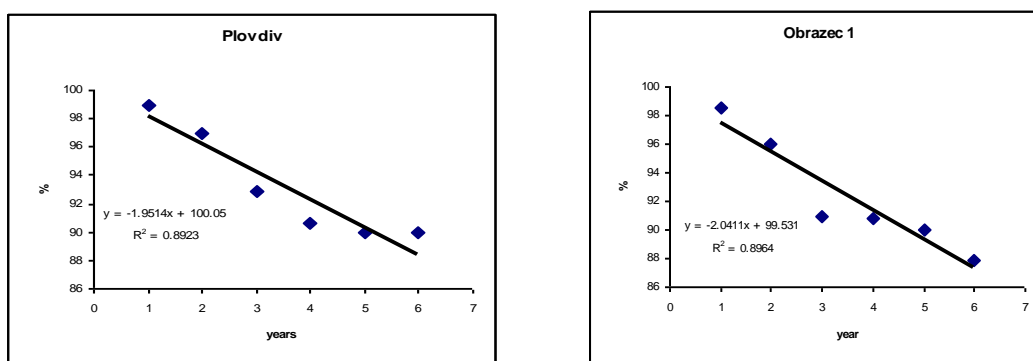 Plovdiv
100
98
96
94
92
90
88
86
%
y = -1.9514x + 100.05
R² = 0.8923
0 1 2 3 4 5 6 7
years
Obrazec 1
100
98
96
94
92
90
88
86
%
y = -2.0411x + 99.531
R² = 0.8964
0 1 2 3 4 5 6 7
year